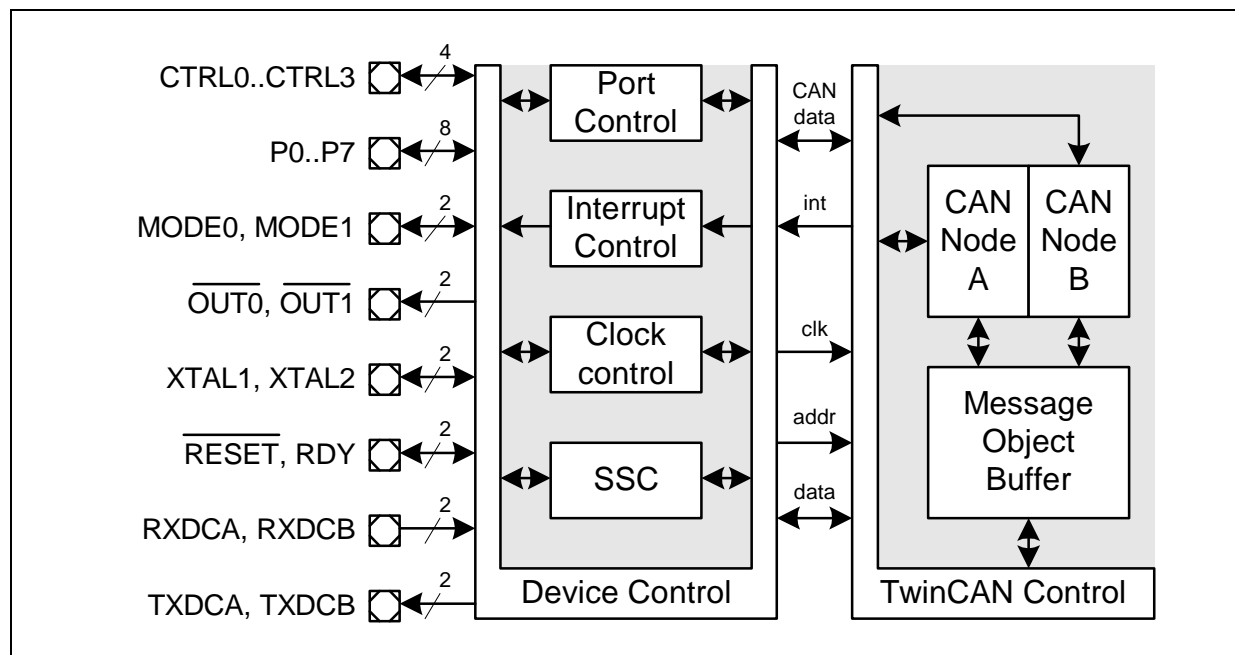 CTRL0..CTRL3
4
P0..P7
8
MODE0, MODE1
2
OUT0, OUT1
2
XTAL1, XTAL2
2
RESET, RDY
2
RXDCA, RXDCB
2
TXDCA, TXDCB
2
Port
Control
Interrupt
Control
Clock
control
SSC
Device Control
CAN
data
int
clk
addr
data
CAN
Node
A
CAN
Node
B
Message
Object
Buffer
TwinCAN Control